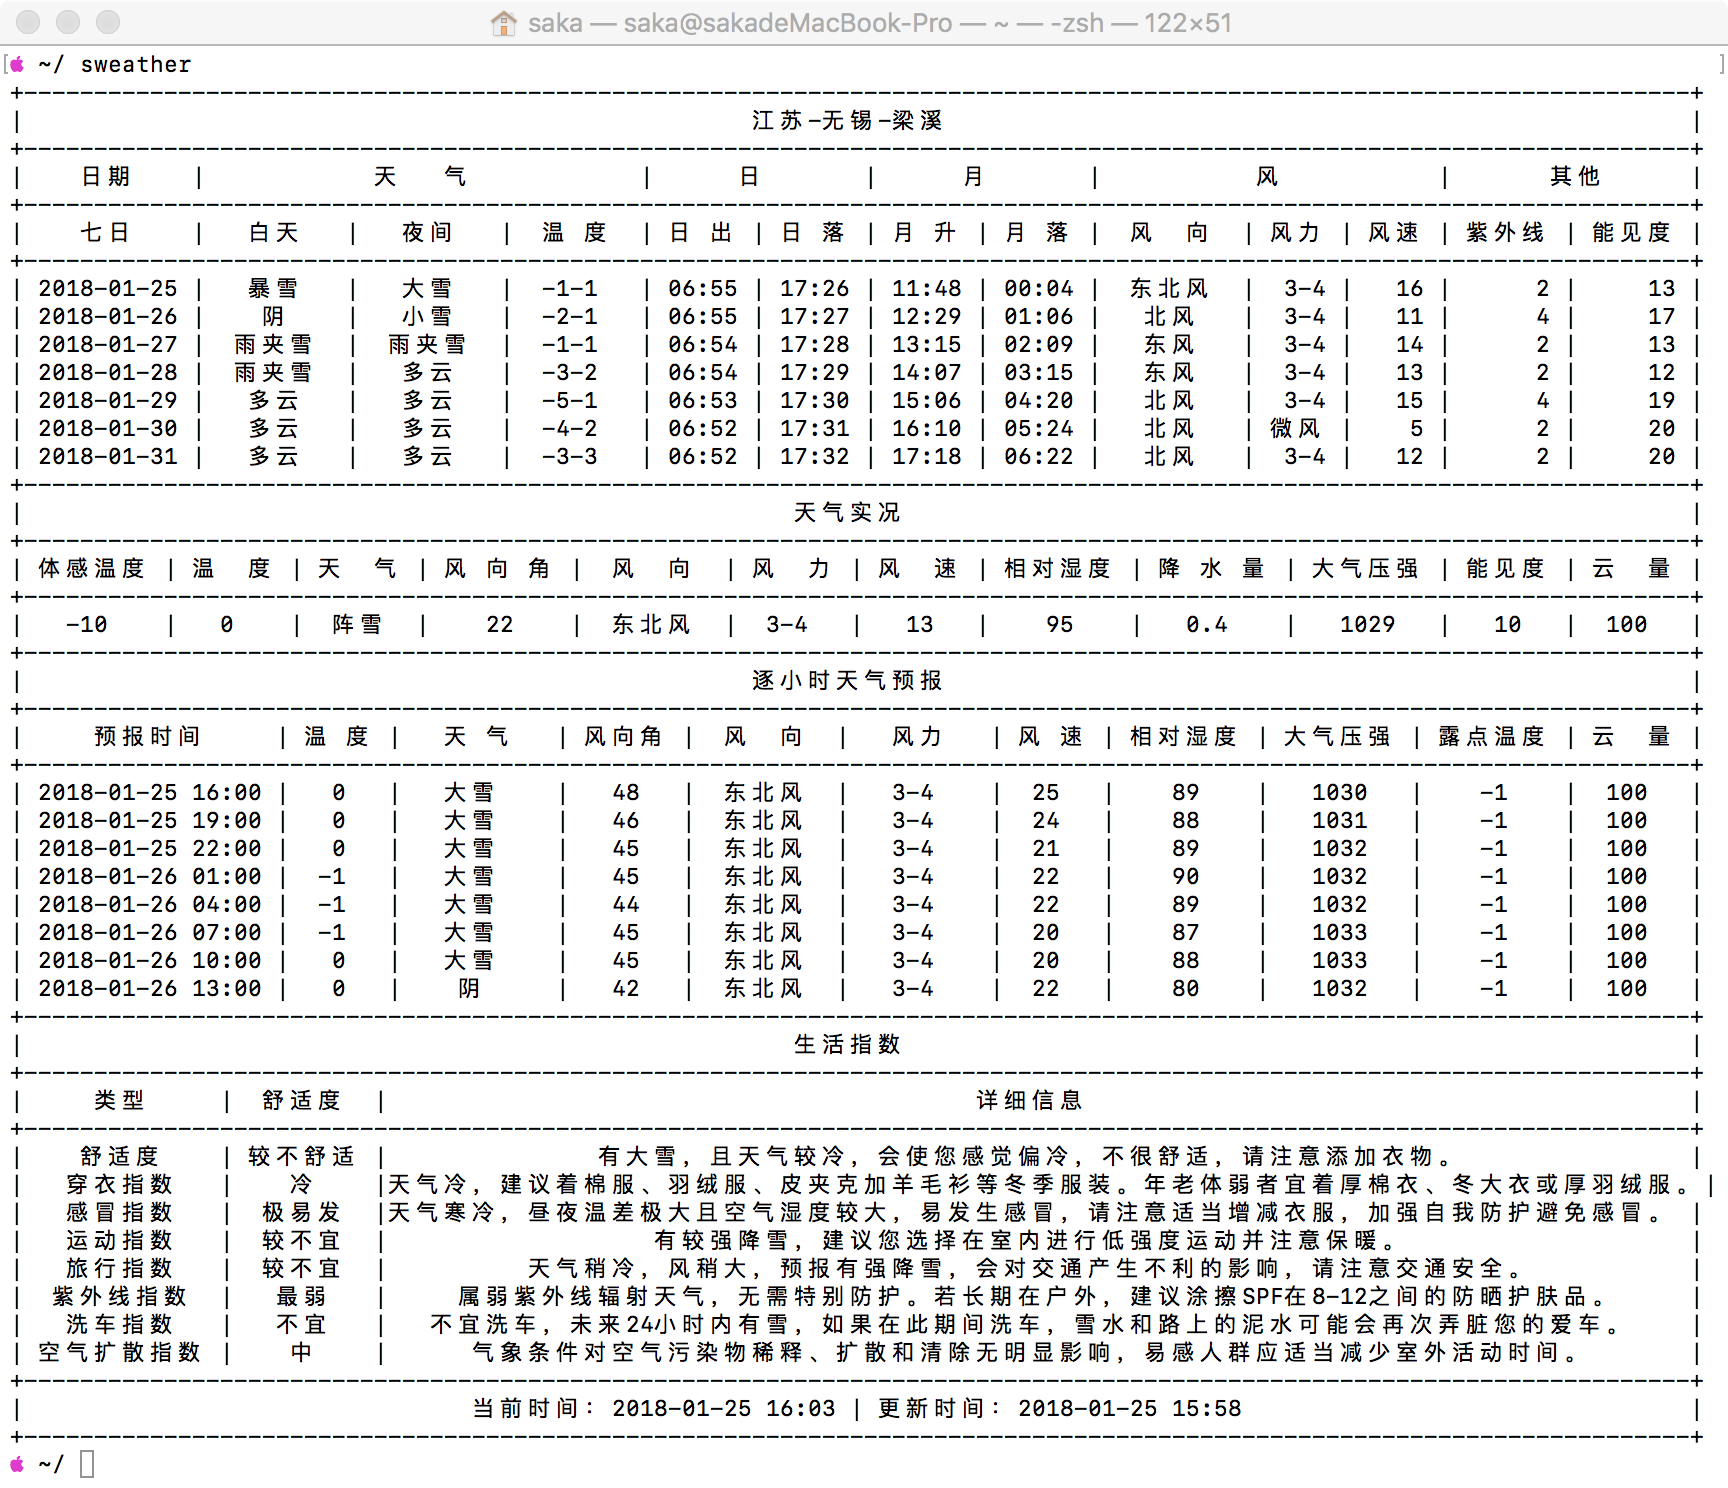 saka — saka@sakadeMacBook-Pro — ~ — -zsh — 122×51
~/ sweather
江苏-无锡-梁溪
日期 | 天 气 | 日 | 月 | 风 | 其他
七日 | 白天 | 夜间 | 温 度 | 日 出 | 日 落 | 月 升 | 月 落 | 风 向 | 风力 | 风速 | 紫外线 | 能见度
2018-01-25 | 暴雪 | 大雪 | -1-1 | 06:55 | 17:26 | 11:48 | 00:04 | 东北风 | 3-4 | 16 | 2 | 13
2018-01-26 | 阴 | 小雪 | -2-1 | 06:55 | 17:27 | 12:29 | 01:06 | 北风 | 3-4 | 11 | 4 | 17
2018-01-27 | 雨夹雪 | 雨夹雪 | -1-1 | 06:54 | 17:28 | 13:15 | 02:09 | 东风 | 3-4 | 14 | 2 | 13
2018-01-28 | 雨夹雪 | 多云 | -3-2 | 06:54 | 17:29 | 14:07 | 03:15 | 东风 | 3-4 | 13 | 2 | 12
2018-01-29 | 多云 | 多云 | -5-1 | 06:53 | 17:30 | 15:06 | 04:20 | 北风 | 3-4 | 15 | 4 | 19
2018-01-30 | 多云 | 多云 | -4-2 | 06:52 | 17:31 | 16:10 | 05:24 | 北风 | 微风 | 5 | 2 | 20
2018-01-31 | 多云 | 多云 | -3-3 | 06:52 | 17:32 | 17:18 | 06:22 | 北风 | 3-4 | 12 | 2 | 20
天气实况
体感温度 | 温 度 | 天 气 | 风 向 角 | 风 向 | 风 力 | 风 速 | 相对湿度 | 降 水 量 | 大气压强 | 能见度 | 云 量
-10 | 0 | 阵雪 | 22 | 东北风 | 3-4 | 13 | 95 | 0.4 | 1029 | 10 | 100
逐小时天气预报
预报时间 | 温 度 | 天 气 | 风向角 | 风 向 | 风力 | 风 速 | 相对湿度 | 大气压强 | 露点温度 | 云 量
2018-01-25 16:00 | 0 | 大雪 | 48 | 东北风 | 3-4 | 25 | 89 | 1030 | -1 | 100
2018-01-25 19:00 | 0 | 大雪 | 46 | 东北风 | 3-4 | 24 | 88 | 1031 | -1 | 100
2018-01-25 22:00 | 0 | 大雪 | 45 | 东北风 | 3-4 | 21 | 89 | 1032 | -1 | 100
2018-01-26 01:00 | -1 | 大雪 | 45 | 东北风 | 3-4 | 22 | 90 | 1032 | -1 | 100
2018-01-26 04:00 | -1 | 大雪 | 44 | 东北风 | 3-4 | 22 | 89 | 1032 | -1 | 100
2018-01-26 07:00 | -1 | 大雪 | 45 | 东北风 | 3-4 | 20 | 87 | 1033 | -1 | 100
2018-01-26 10:00 | 0 | 大雪 | 45 | 东北风 | 3-4 | 20 | 88 | 1033 | -1 | 100
2018-01-26 13:00 | 0 | 阴 | 42 | 东北风 | 3-4 | 22 | 80 | 1032 | -1 | 100
生活指数
类型 | 舒适度 | 详细信息
舒适度 | 较不舒适 | 有大雪，且天气较冷，会使您感觉偏冷，不很舒适，请注意添加衣物。
穿衣指数 | 冷 | 天气冷，建议着棉服、羽绒服、皮夹克加羊毛衫等冬季服装。年老体弱者宜着厚棉衣、冬大衣或厚羽绒服。
感冒指数 | 极易发 | 天气寒冷，昼夜温差极大且空气湿度较大，易发生感冒，请注意适当增减衣服，加强自我防护避免感冒。
运动指数 | 较不宜 | 有较强降雪，建议您选择在室内进行低强度运动并注意保暖。
旅行指数 | 较不宜 | 天气稍冷，风稍大，预报有强降雪，会对交通产生不利的影响，请注意交通安全。
紫外线指数 | 最弱 | 属弱紫外线辐射天气，无需特别防护。若长期在户外，建议涂擦SPF在8-12之间的防晒护肤品。
洗车指数 | 不宜 | 不宜洗车，未来24小时内有雪，如果在此期间洗车，雪水和路上的泥水可能会再次弄脏您的爱车。
空气扩散指数 | 中 | 气象条件对空气污染物稀释、扩散和清除无明显影响，易感人群应适当减少室外活动时间。
当前时间：2018-01-25 16:03 | 更新时间：2018-01-25 15:58
~/